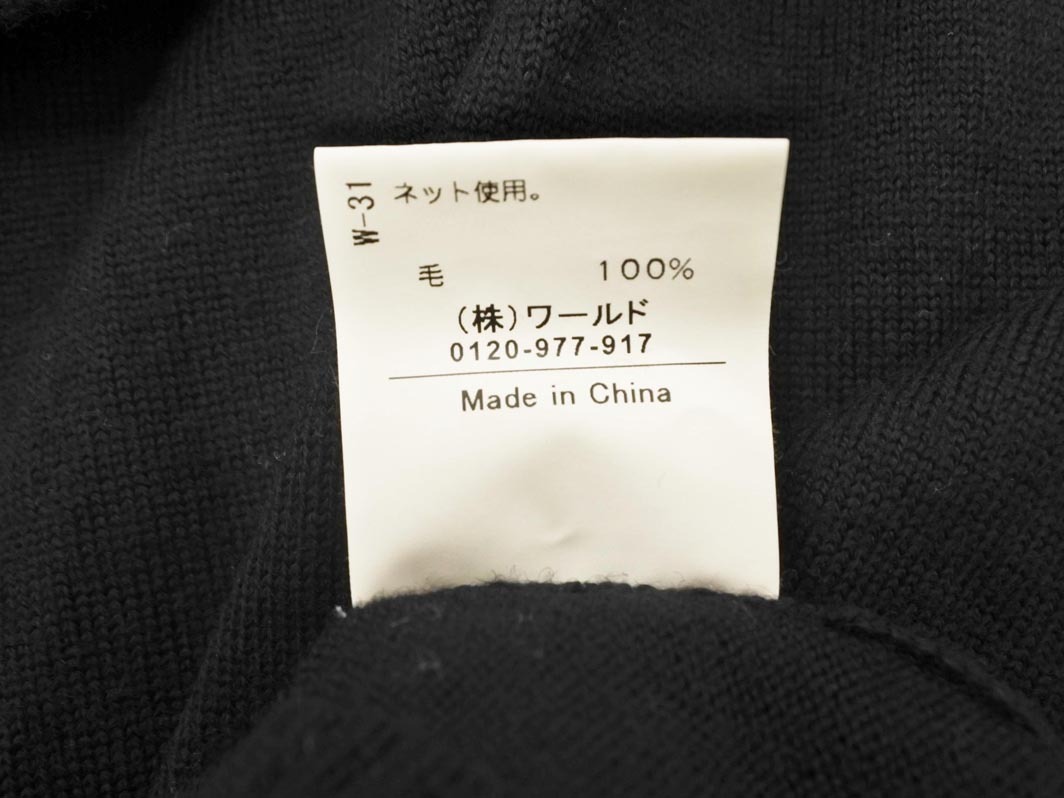 W-31
ネット使用。
毛 100%
(株)ワールド
0120-977-917
Made in China